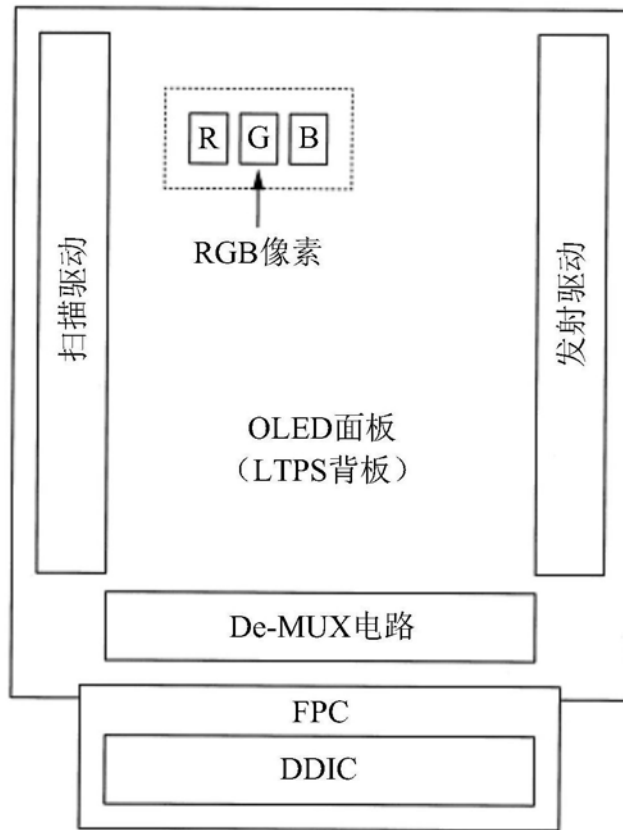 R G B
RGB像素
扫描驱动
发射驱动
OLED面板
（LTPS背板）
De-MUX电路
FPC
DDIC